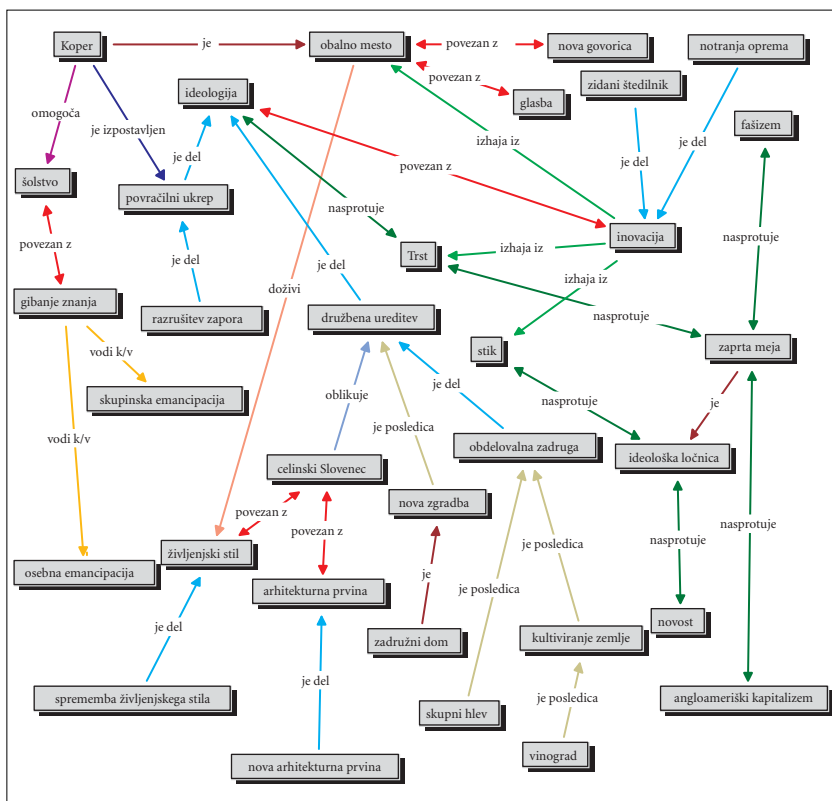 Koper
je
obalno mesto
povezan z
nova govorica
notranja oprema
povezan z
zidani štedilnik
ideologija
glasba
omogoča
je izpostavljen
fašizem
je del
izhaja iz
je del
je del
povezan z
šolstvo
povračilni ukrep
nasprotuje
inovacija
povezan z
Trst
izhaja iz
nasprotuje
je del
je del
izhaja iz
doživi
gibanje znanja
razrušitev zapora
družbena ureditev
nasprotuje
stik
zaprta meja
vodi k/v
je del
je
skupinska emancipacija
oblikuje
nasprotuje
je posledica
vodi k/v
obdelovalna zadruga
ideološka ločnica
celinski Slovenec
nova zgradba
povezan z
nasprotuje
povezan z
nasprotuje
je posledica
življenjski stil
osebna emancipacija
je
arhitekturna prvina
je posledica
novost
je del
zadružni dom
kultiviranje zemlje
je del
sprememba življenjskega stila
je posledica
angloameriški kapitalizem
skupni hlev
vinograd
nova arhitekturna prvina